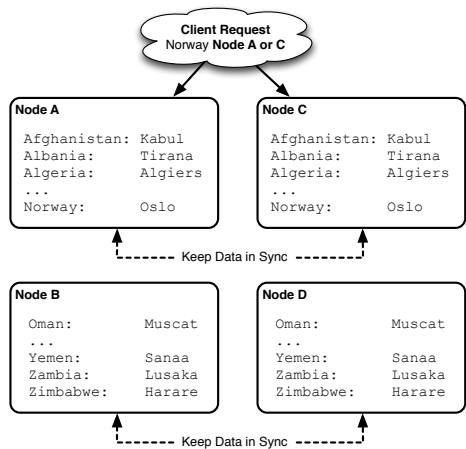 Client Request
Norway Node A or C
Node A
Afghanistan: Kabul
Albania: Tirana
Algeria: Algiers
...
Norway: Oslo
Node C
Afghanistan: Kabul
Albania: Tirana
Algeria: Algiers
...
Norway: Oslo
Keep Data in Sync
Node B
Oman: Muscat
...
Yemen: Sanaa
Zambia: Lusaka
Zimbabwe: Harare
Node D
Oman: Muscat
...
Yemen: Sanaa
Zambia: Lusaka
Zimbabwe: Harare
Keep Data in Sync